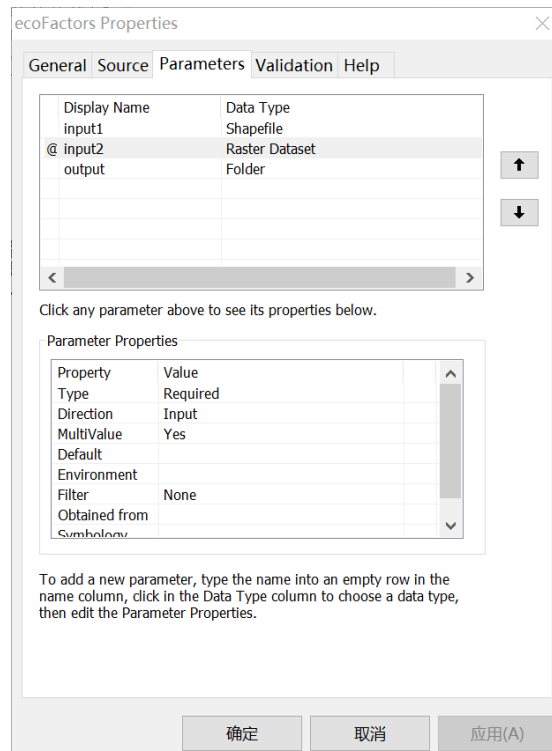 ecoFactors Properties
General Source Parameters Validation Help
Display Name Data Type
input1 Shapefile
@ input2 Raster Dataset
output Folder
Click any parameter above to see its properties below.
Parameter Properties
Property Value
Type Required
Direction Input
MultiValue Yes
Default
Environment
Filter None
Obtained from
Symbology
To add a new parameter, type the name into an empty row in the
name column, click in the Data Type column to choose a data type,
then edit the Parameter Properties.
确定 取消 应用(A)